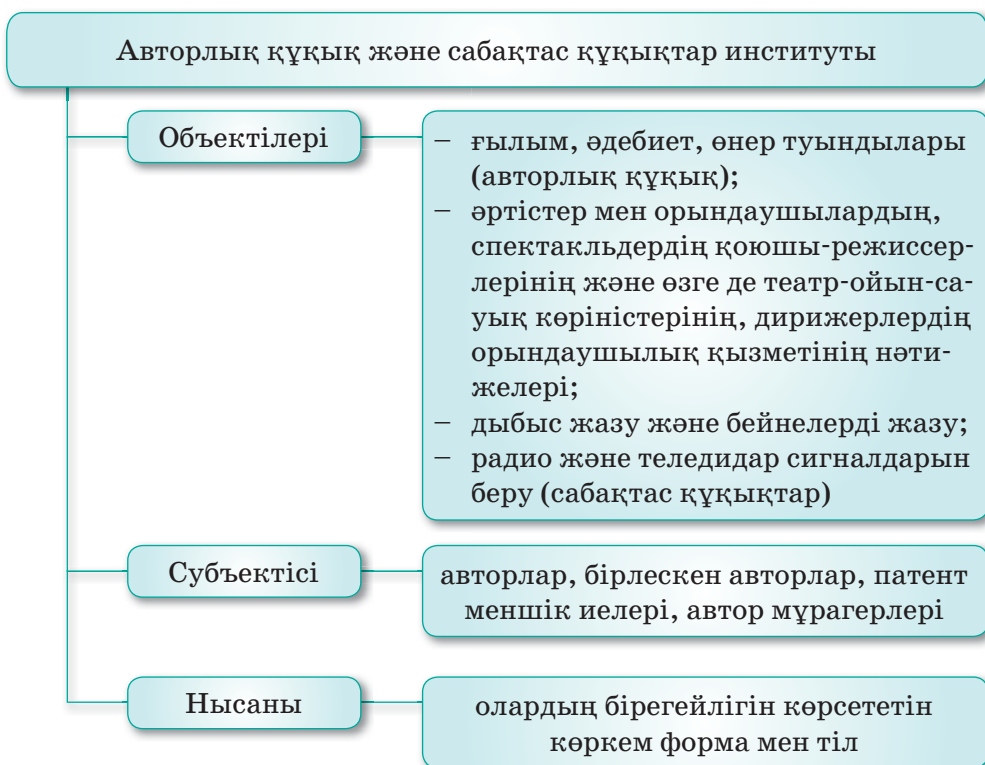 Авторлық құқық және сабақтас құқықтар институты
Объектілері
– ғылым, әдебиет, өнер туындылары
(авторлық құқық);
– әртістер мен орындаушылардың,
спектакльдердің қоюшы-режиссер-
лерінің және өзге де театр-ойын-са-
уық көріністерінің, дирижерлердің
орындаушылық қызметінің нәти-
желері;
– дыбыс жазу және бейнелерді жазу;
– радио және теледидар сигналдарын
беру (сабақтас құқықтар)
Субъектісі
авторлар, бірлескен авторлар, патент
меншік иелері, автор мұрагерлері
Нысаны
олардың бірегейлігін көрсететін
көркем форма мен тіл